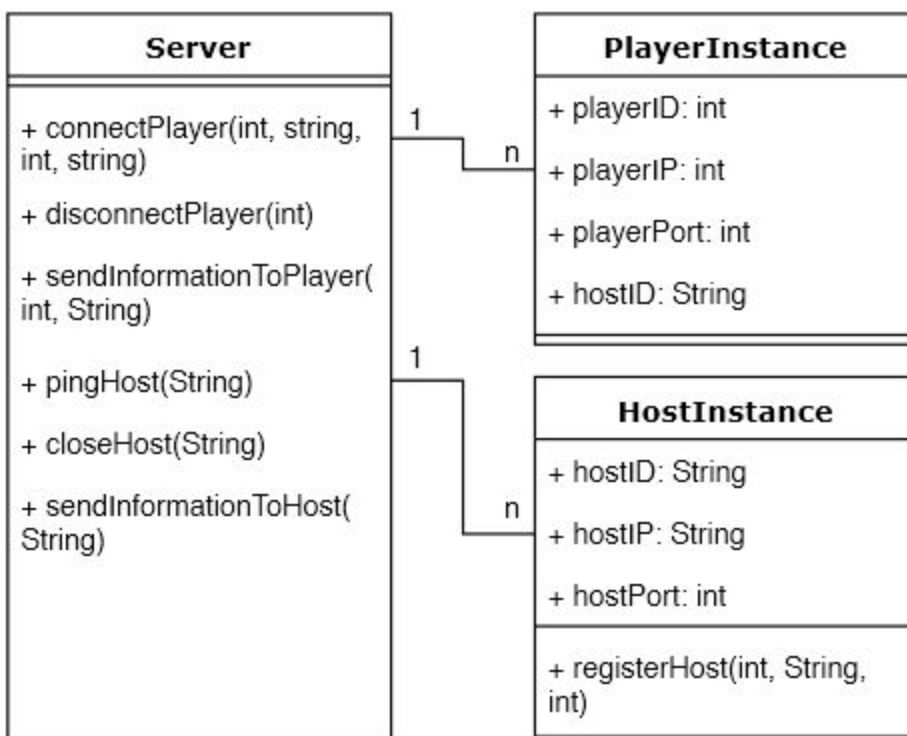 Server
+ connectPlayer(int, string,
int, string)
+ disconnectPlayer(int)
+ sendInformationToPlayer(
int, String)
+ pingHost(String)
+ closeHost(String)
+ sendInformationToHost(
String)
1
n
1
n
PlayerInstance
+ playerID: int
+ playerIP: int
+ playerPort: int
+ hostID: String
HostInstance
+ hostID: String
+ hostIP: String
+ hostPort: int
+ registerHost(int, String,
int)